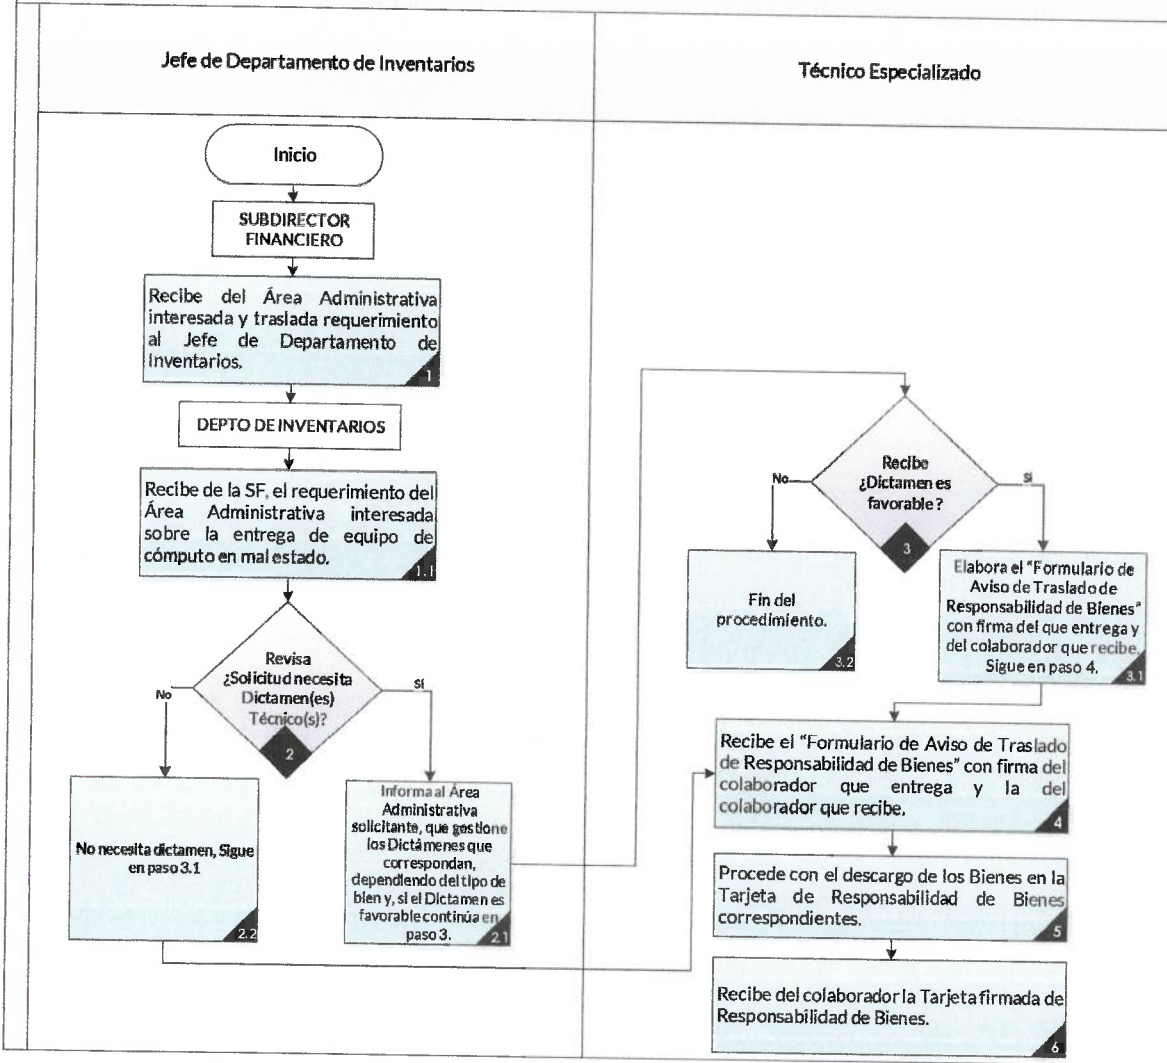 Jefe de Departamento de Inventarios
Técnico Especializado
Inicio
SUBDIRECTOR
FINANCIERO
Recibe del Área Administrativa
interesada y traslada requerimiento
al Jefe de Departamento de
Inventarios.
1
DEPTO DE INVENTARIOS
Recibe de la SF, el requerimiento del
Área Administrativa interesada
sobre la entrega de equipo de
cómputo en mal estado.
1.1
Revisa
¿Solicitud necesita
Dictamen(es)
Técnico(s)?
2
No
Sí
No necesita dictamen, Sigue
en paso 3.1
2.2
Informa al Área
Administrativa
solicitante, que gestione
los Dictámenes que
correspondan,
dependiendo del tipo de
bien y, si el Dictamen es
favorable continúa en
paso 3.
2.1
Recibe
¿Dictamen es
favorable?
3
No
Sí
Fin del
procedimiento.
3.2
Elabora el "Formulario de
Aviso de Traslado de
Responsabilidad de Bienes"
con firma del que entrega y
del colaborador que recibe.
Sigue en paso 4.
3.1
Recibe el "Formulario de Aviso de Traslado
de Responsabilidad de Bienes" con firma del
colaborador que entrega y la del
colaborador que recibe.
4
Procede con el descargo de los Bienes en la
Tarjeta de Responsabilidad de Bienes
correspondientes.
5
Recibe del colaborador la Tarjeta firmada de
Responsabilidad de Bienes.
6